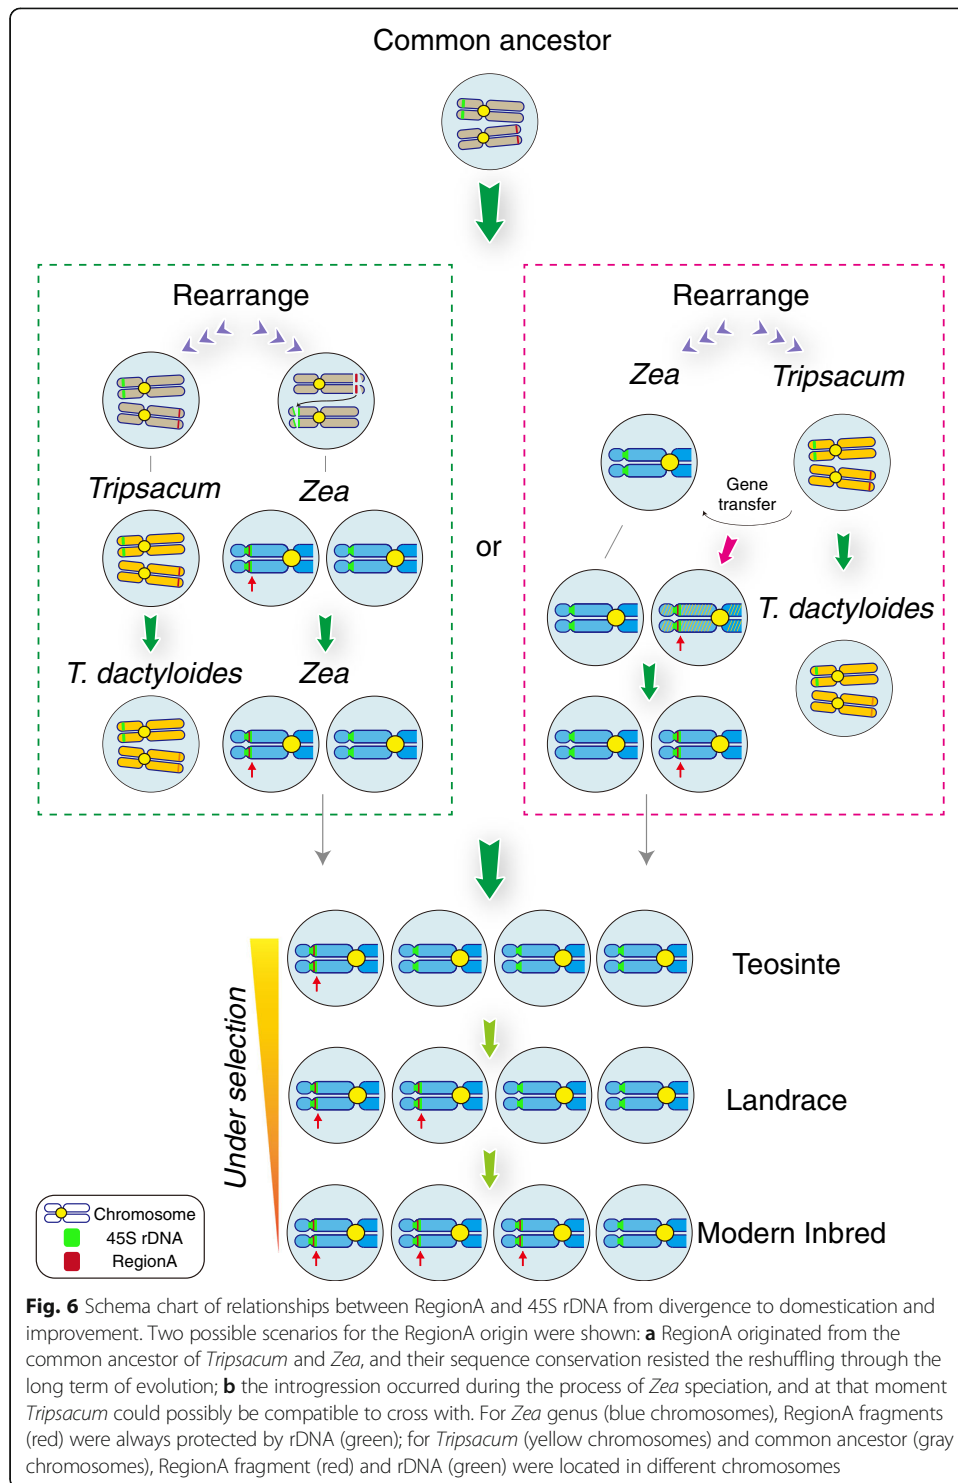 Common ancestor
Rearrange
Tripsacum
Zea
T. dactyloides
Zea
or
Rearrange
Zea
Tripsacum
Gene
transfer
T. dactyloides
Under selection
Teosinte
Landrace
Modern Inbred
Chromosome
45S rDNA
RegionA
Fig. 6 Schema chart of relationships between RegionA and 45S rDNA from divergence to domestication and
improvement. Two possible scenarios for the RegionA origin were shown: a RegionA originated from the
common ancestor of Tripsacum and Zea, and their sequence conservation resisted the reshuffling through the
long term of evolution; b the introgression occurred during the process of Zea speciation, and at that moment
Tripsacum could possibly be compatible to cross with. For Zea genus (blue chromosomes), RegionA fragments
(red) were always protected by rDNA (green); for Tripsacum (yellow chromosomes) and common ancestor (gray
chromosomes), RegionA fragment (red) and rDNA (green) were located in different chromosomes